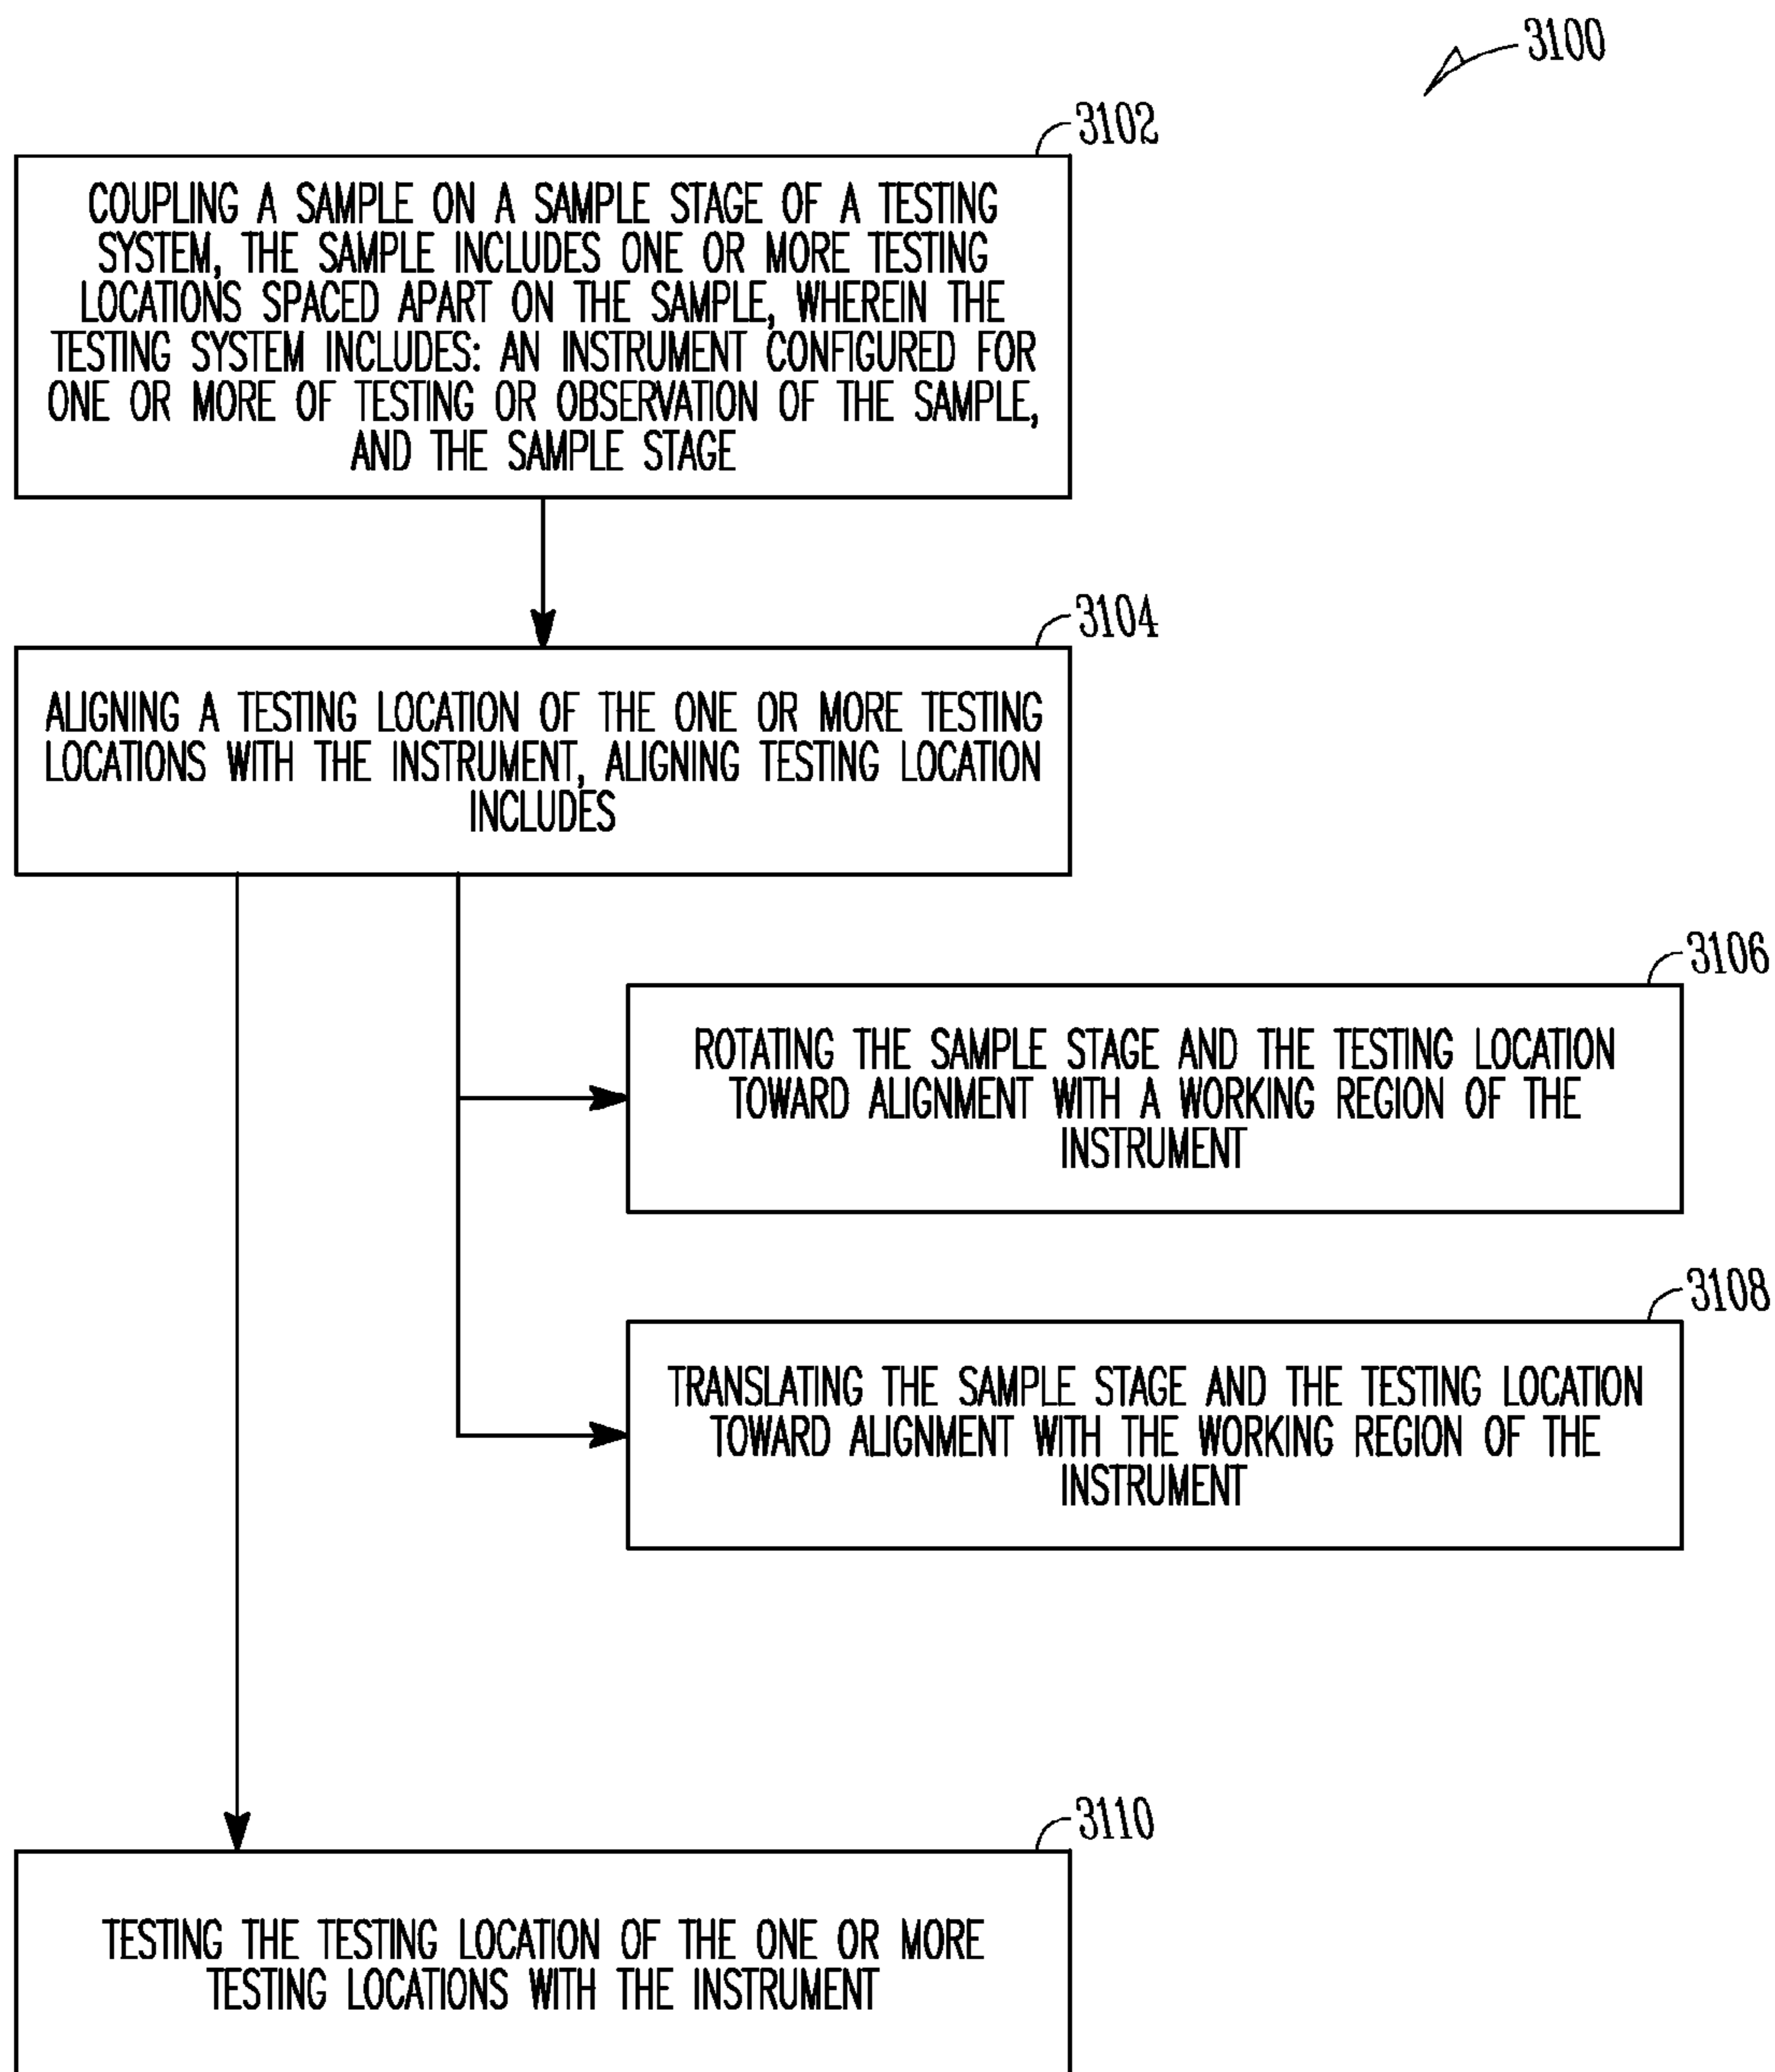 3100
3102
COUPLING A SAMPLE ON A SAMPLE STAGE OF A TESTING
SYSTEM, THE SAMPLE INCLUDES ONE OR MORE TESTING
LOCATIONS SPACED APART ON THE SAMPLE, WHEREIN THE
TESTING SYSTEM INCLUDES: AN INSTRUMENT CONFIGURED FOR
ONE OR MORE OF TESTING OR OBSERVATION OF THE SAMPLE,
AND THE SAMPLE STAGE
3104
ALIGNING A TESTING LOCATION OF THE ONE OR MORE TESTING
LOCATIONS WITH THE INSTRUMENT, ALIGNING TESTING LOCATION
INCLUDES
3106
ROTATING THE SAMPLE STAGE AND THE TESTING LOCATION
TOWARD ALIGNMENT WITH A WORKING REGION OF THE
INSTRUMENT
3108
TRANSLATING THE SAMPLE STAGE AND THE TESTING LOCATION
TOWARD ALIGNMENT WITH THE WORKING REGION OF THE
INSTRUMENT
3110
TESTING THE TESTING LOCATION OF THE ONE OR MORE
TESTING LOCATIONS WITH THE INSTRUMENT